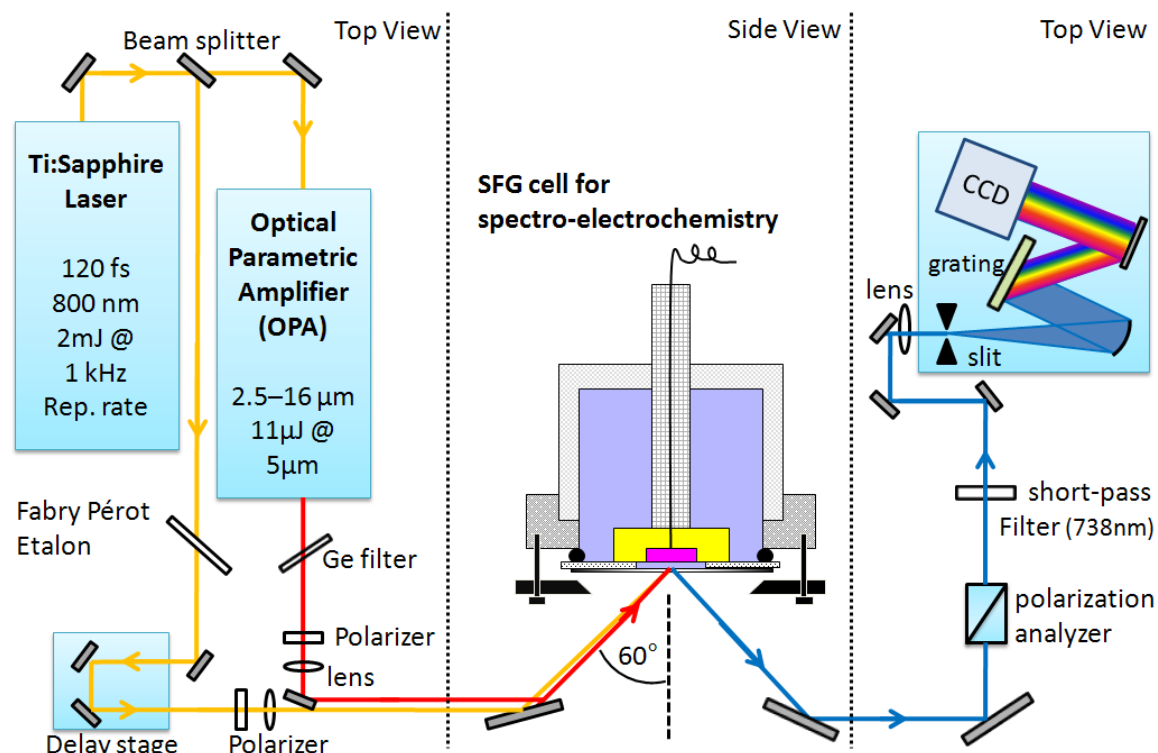 Top View
Beam splitter
Ti:Sapphire
Laser
120 fs
800 nm
2mJ @
1 kHz
Rep. rate
Optical
Parametric
Amplifier
(OPA)
2.5–16 µm
11µJ @
5µm
Fabry Pérot
Etalon
Ge filter
Polarizer
lens
Delay stage
Polarizer
Side View
SFG cell for
spectro-electrochemistry
60°
Top View
CCD
grating
lens
slit
short-pass
Filter (738nm)
polarization
analyzer